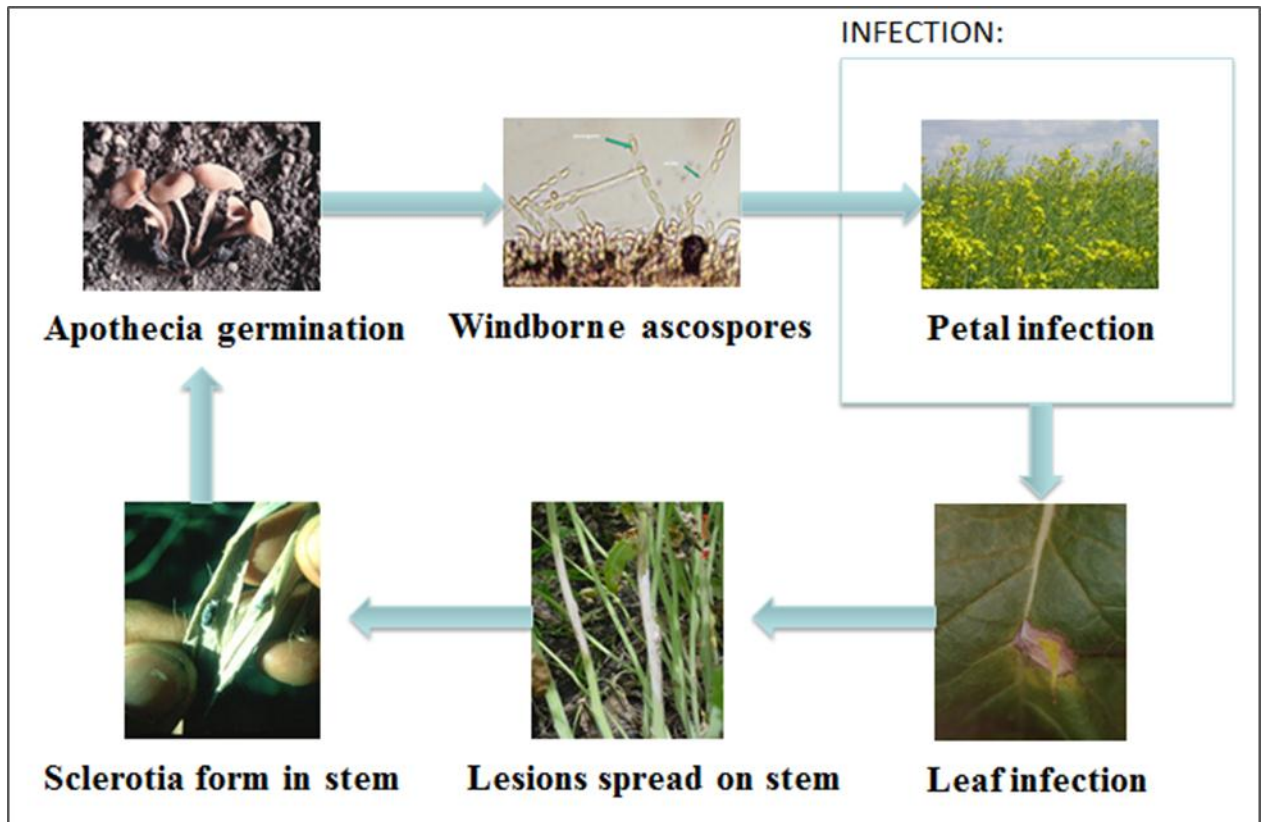 INFECTION:
Apothecia germination
Windborne ascospores
Petal infection
Sclerotia form in stem
Lesions spread on stem
Leaf infection